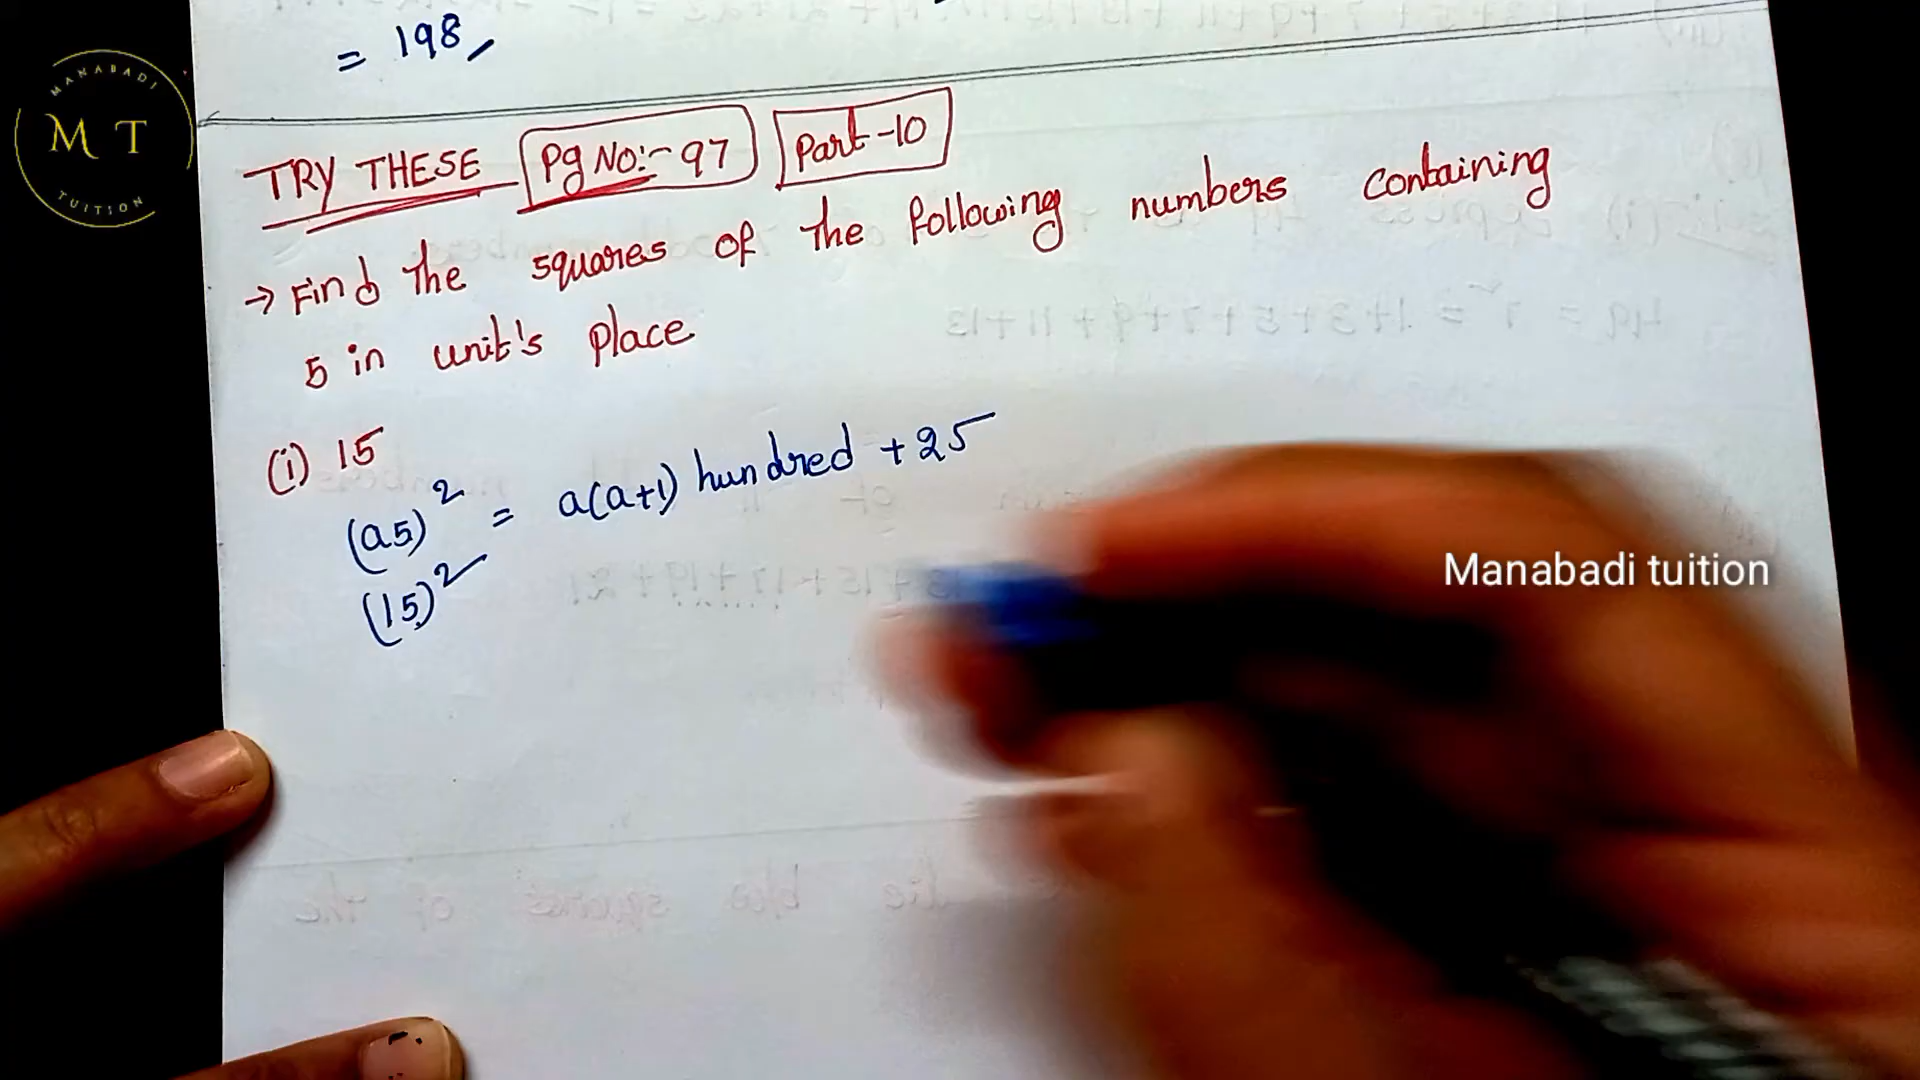 = 198
MANABADI
M T
TUITION
TRY THESE Pg No:- 97 Part-10
→ Find the squares of the following numbers containing
5 in unit's place
(i) 15
(a5)² = a(a+1) hundred + 25
(15)²
Manabadi tuition